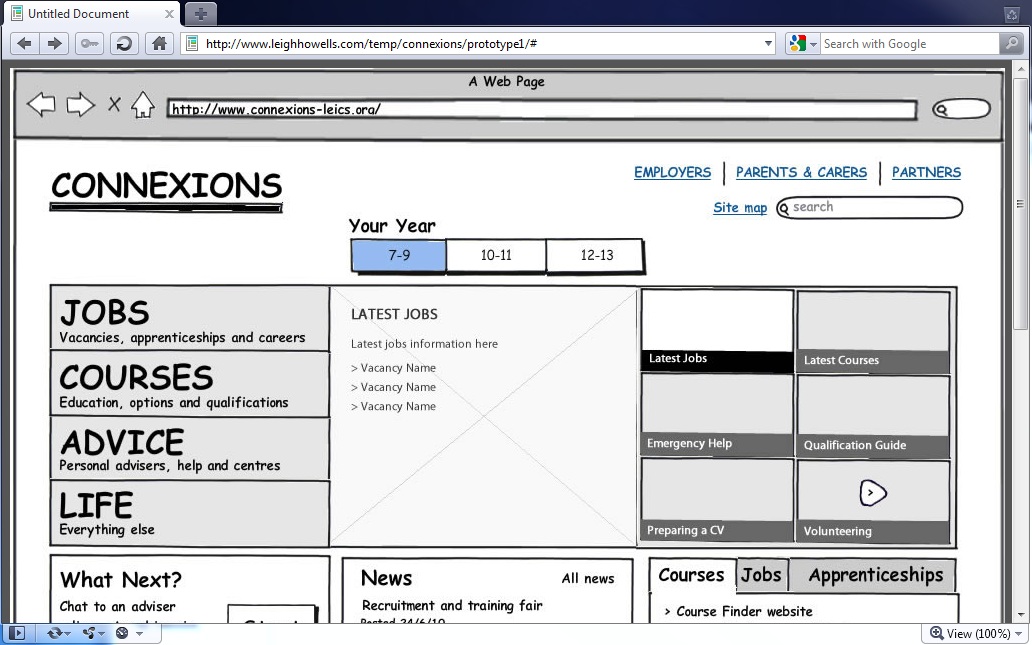 Untitled Document
http://www.leighhowells.com/temp/connexions/prototype1/#
Search with Google
A Web Page
http://www.connexions-leics.org/
CONNEXIONS
EMPLOYERS
PARENTS & CARERS
PARTNERS
Site map
search
Your Year
7-9
10-11
12-13
JOBS
Vacancies, apprenticeships and careers
COURSES
Education, options and qualifications
ADVICE
Personal advisers, help and centres
LIFE
Everything else
LATEST JOBS
Latest jobs information here
> Vacancy Name
> Vacancy Name
> Vacancy Name
Latest Jobs
Latest Courses
Emergency Help
Qualification Guide
Preparing a CV
Volunteering
What Next?
Chat to an adviser
News
All news
Recruitment and training fair
Posted 24/6/10
Courses
Jobs
Apprenticeships
> Course Finder website
View (100%)